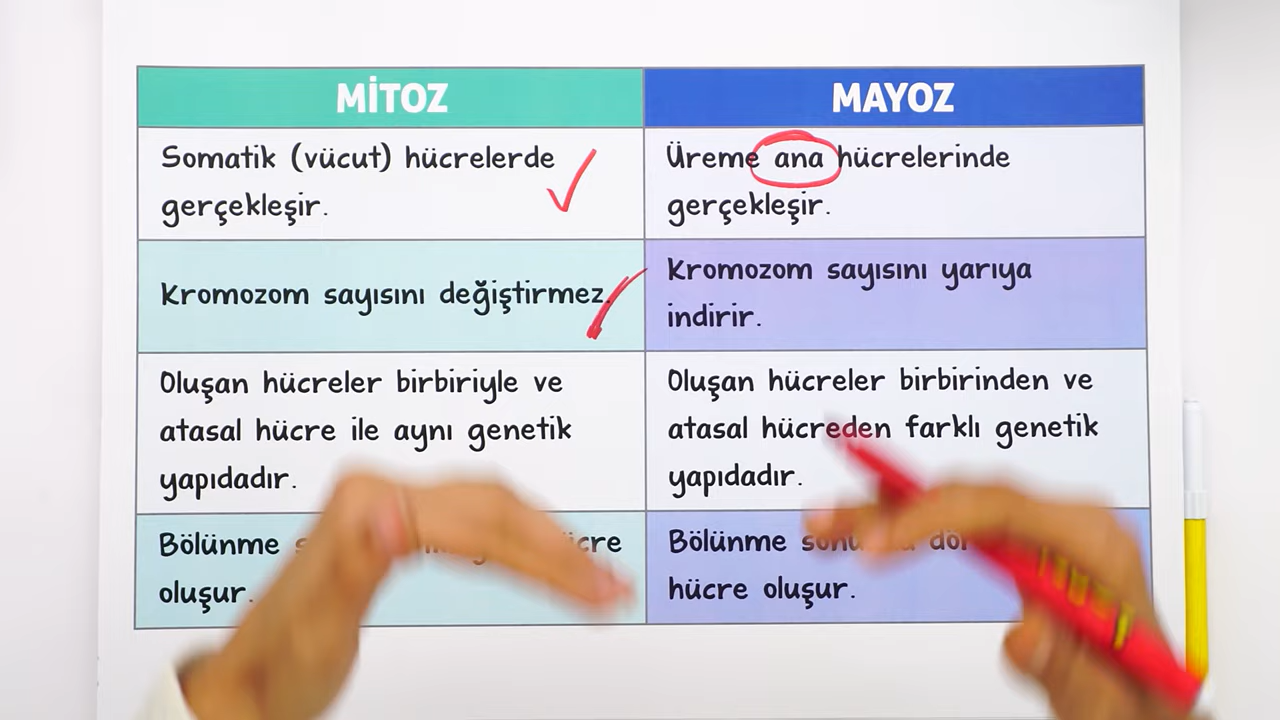 MİTOZ
MAYOZ
Somatik (vücut) hücrelerde
gerçekleşir.
Üreme ana hücrelerinde
gerçekleşir.
Kromozom sayısını değiştirmez.
Kromozom sayısını yarıya
indirir.
Oluşan hücreler birbiriyle ve
atasal hücre ile aynı genetik
yapıdadır.
Oluşan hücreler birbirinden ve
atasal hücreden farklı genetik
yapıdadır.
Bölünme hücre
oluşur.
Bölünme sonunda
hücre oluşur.